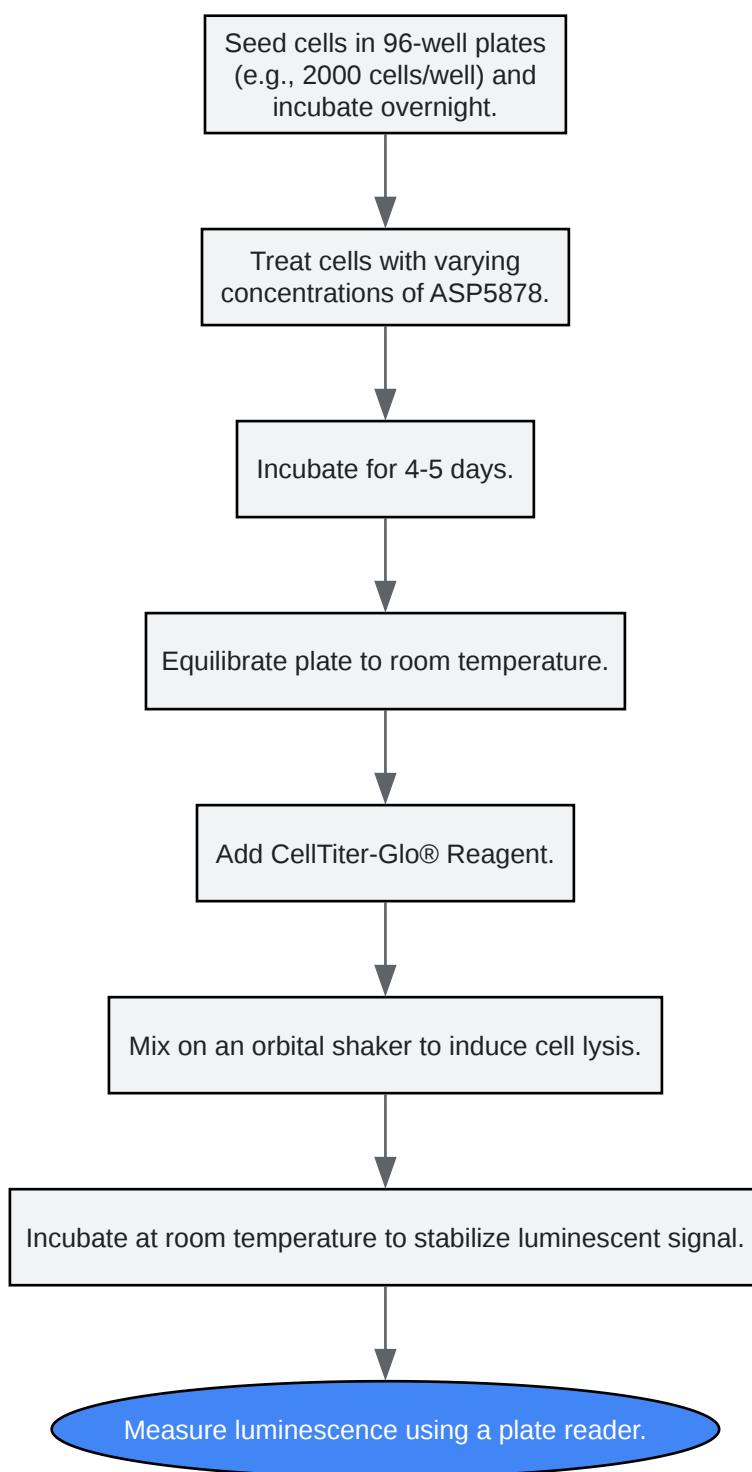 Seed cells in 96-well plates
(e.g., 2000 cells/well) and
incubate overnight.
Treat cells with varying
concentrations of ASP5878.
Incubate for 4-5 days.
Equilibrate plate to room temperature.
Add CellTiter-Glo® Reagent.
Mix on an orbital shaker to induce cell lysis.
Incubate at room temperature to stabilize luminescent signal.
Measure luminescence using a plate reader.